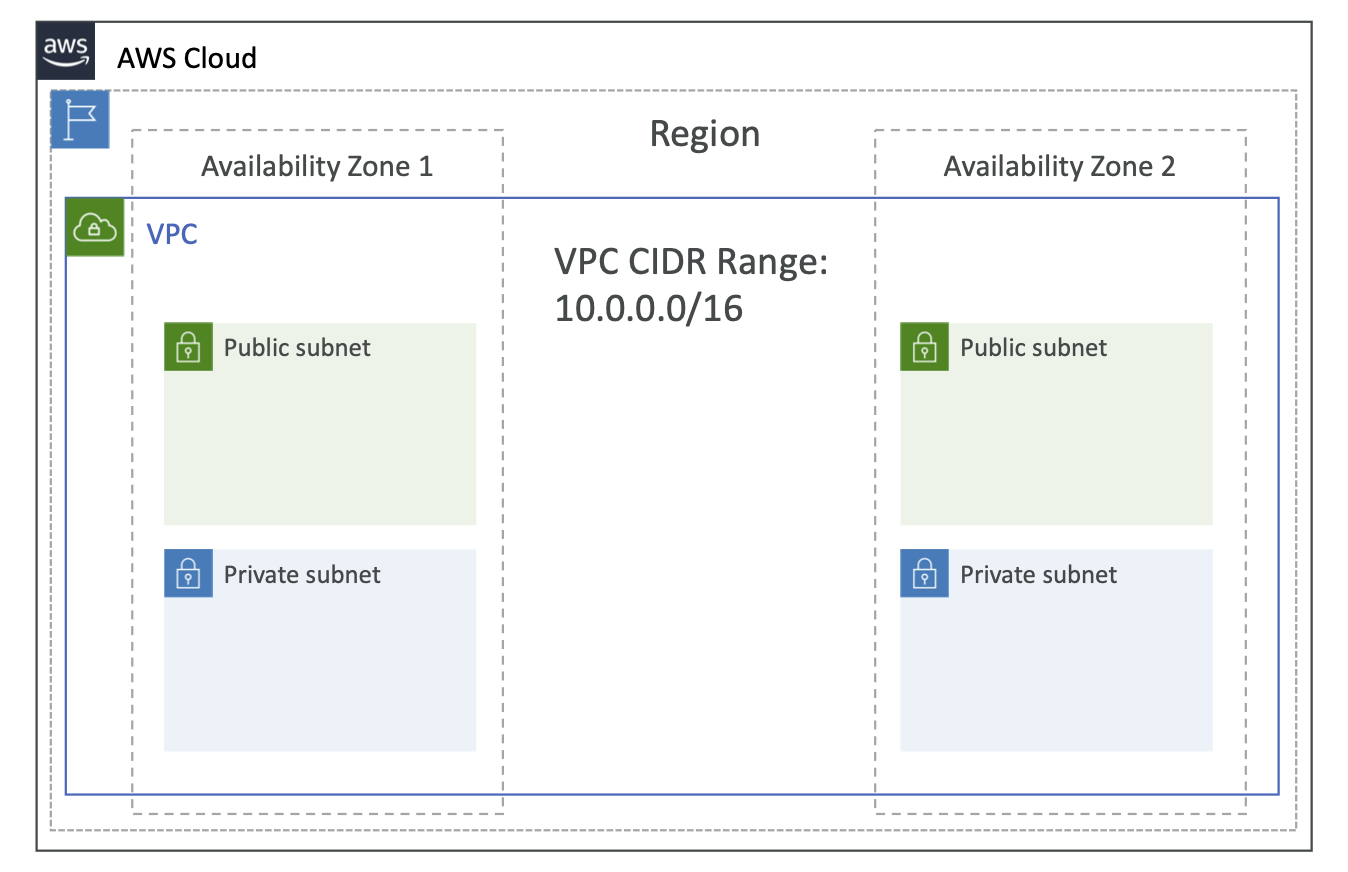 aws
AWS Cloud
Region
Availability Zone 1
Availability Zone 2
VPC
VPC CIDR Range:
10.0.0.0/16
Public subnet
Public subnet
Private subnet
Private subnet